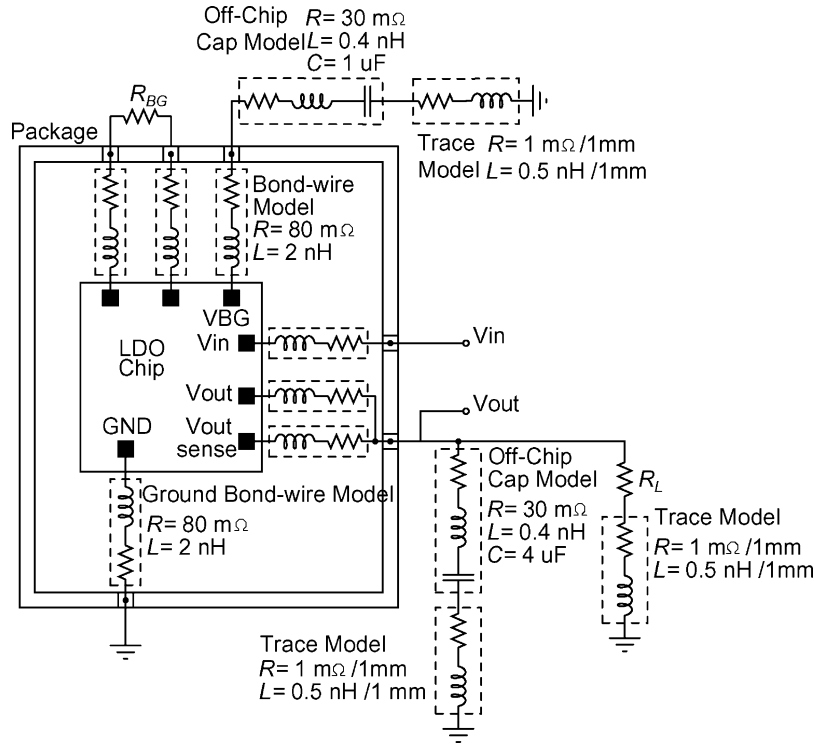 Off-Chip
Cap Model
R= 30 mΩ
L= 0.4 nH
C= 1 uF
R_BG
Package
Trace
Model
R= 1 mΩ/1mm
L= 0.5 nH /1mm
Bond-wire
Model
R= 80 mΩ
L= 2 nH
VBG
Vin
LDO
Chip
Vout
Vout
sense
GND
Vin
Vout
Ground Bond-wire Model
R= 80 mΩ
L= 2 nH
Off-Chip
Cap Model
R= 30 mΩ
L= 0.4 nH
C= 4 uF
R_L
Trace Model
R= 1 mΩ/1mm
L= 0.5 nH /1mm
Trace Model
R= 1 mΩ/1mm
L= 0.5 nH /1 mm